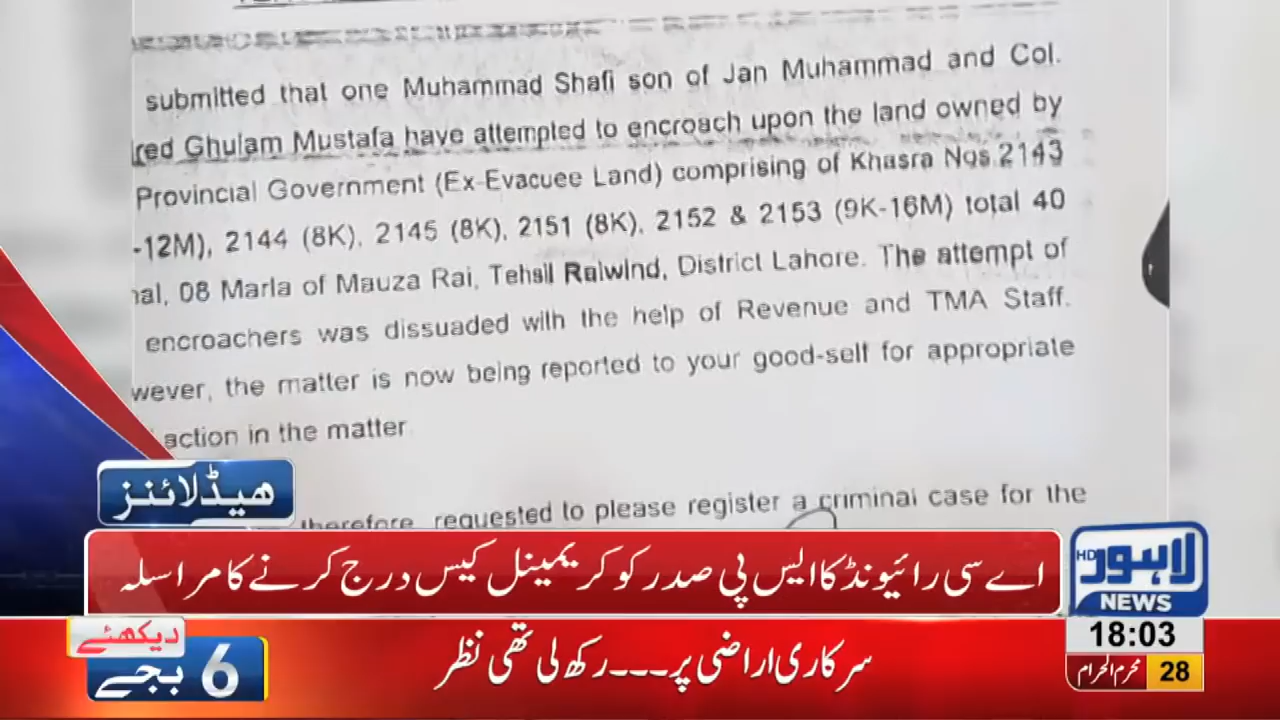 submitted that one Muhammad Shafi son of Jan Muhammad and Col.
red Ghulam Mustafa have attempted to encroach upon the land owned by
Provincial Government (Ex-Evacuee Land) comprising of Khasra Nos.2143
-12M), 2144 (8K), 2145 (8K), 2151 (8K), 2152 & 2153 (9K-16M) total 40
nal, 08 Marla of Mauza Rai, Tehsil Raiwind, District Lahore. The attempt of
encroachers was dissuaded with the help of Revenue and TMA Staff.
wever, the matter is now being reported to your good-self for appropriate
action in the matter
therefore, requested to please register a criminal case for the
ھیڈلائنز
اے سی رائیونڈ کا ایس پی صدر کو کریمینل کیس درج کرنے کا مراسلہ
HD لاہور
NEWS
دیکھئے
6 بجے
سرکاری اراضی پر۔۔۔رکھ لی تھی نظر
18:03
28 محرم الحرام